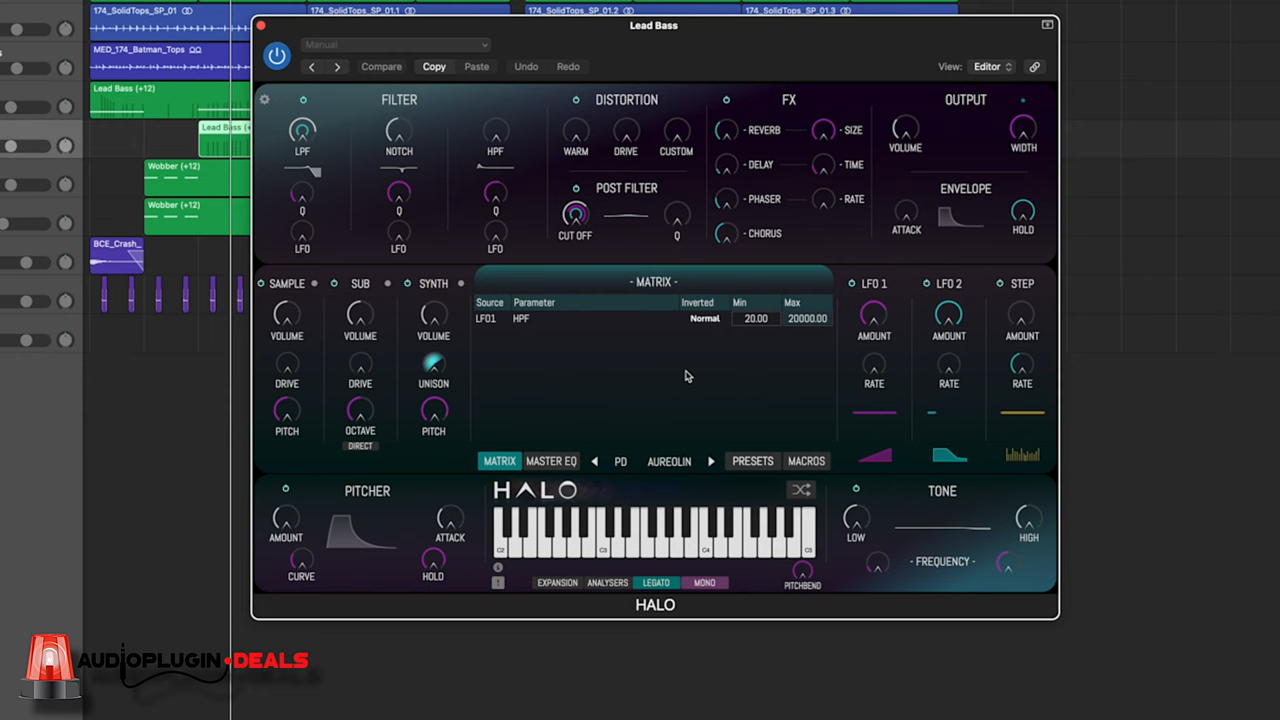 174_SolidTops_SP_01
174_SolidTops_SP_01.1
174_SolidTops_SP_01.2
174_SolidTops_SP_01.3
MED_174_Batman_Tops
Lead Bass (+12)
Lead Bass (+
Wobber (+12)
Wobber (+12)
BCE_Crash_
Lead Bass
Manual
Compare Copy Paste Undo Redo View: Editor
FILTER DISTORTION FX OUTPUT
LPF NOTCH HPF
WARM DRIVE CUSTOM
REVERB SIZE
DELAY TIME
PHASER RATE
CHORUS
VOLUME WIDTH
Q Q Q
LFO LFO LFO
POST FILTER
CUT OFF Q
ENVELOPE
ATTACK HOLD
SAMPLE SUB SYNTH
VOLUME VOLUME VOLUME
DRIVE DRIVE UNISON
PITCH OCTAVE PITCH
DIRECT
- MATRIX -
Source Parameter Inverted Min Max
LFO1 HPF Normal 20.00 20000.00
MATRIX MASTER EQ PD AUREOLIN PRESETS MACROS
LFO 1 LFO 2 STEP
AMOUNT AMOUNT AMOUNT
RATE RATE RATE
PITCHER
AMOUNT ATTACK
CURVE HOLD
HALO
C2 C3 C4 C5
EXPANSION ANALYSERS LEGATO MONO PITCHBEND
TONE
LOW HIGH
- FREQUENCY -
HALO
AUDIOPLUGIN DEALS